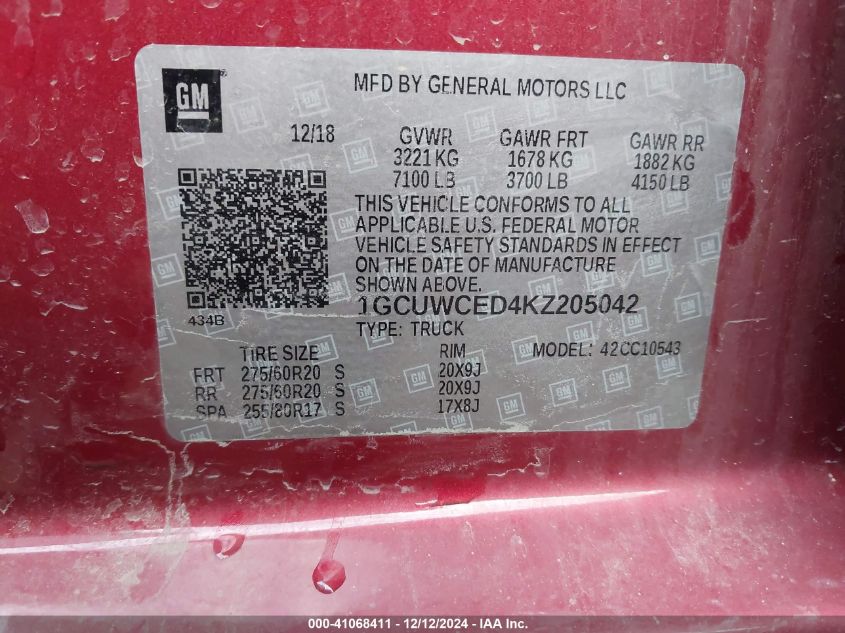 GM
MFD BY GENERAL MOTORS LLC
12/18 GVWR GAWR FRT GAWR RR
3221 KG 1678 KG 1882 KG
7100 LB 3700 LB 4150 LB
THIS VEHICLE CONFORMS TO ALL
APPLICABLE U.S. FEDERAL MOTOR
VEHICLE SAFETY STANDARDS IN EFFECT
ON THE DATE OF MANUFACTURE
SHOWN ABOVE.
434B 1GCUWCED4KZ205042
TYPE: TRUCK
TIRE SIZE RIM MODEL: 42CC10543
FRT 275/60R20 S 20X9J
RR 275/60R20 S 20X9J
SPA 255/80R17 S 17X8J
000-41068411 - 12/12/2024 - IAA Inc.